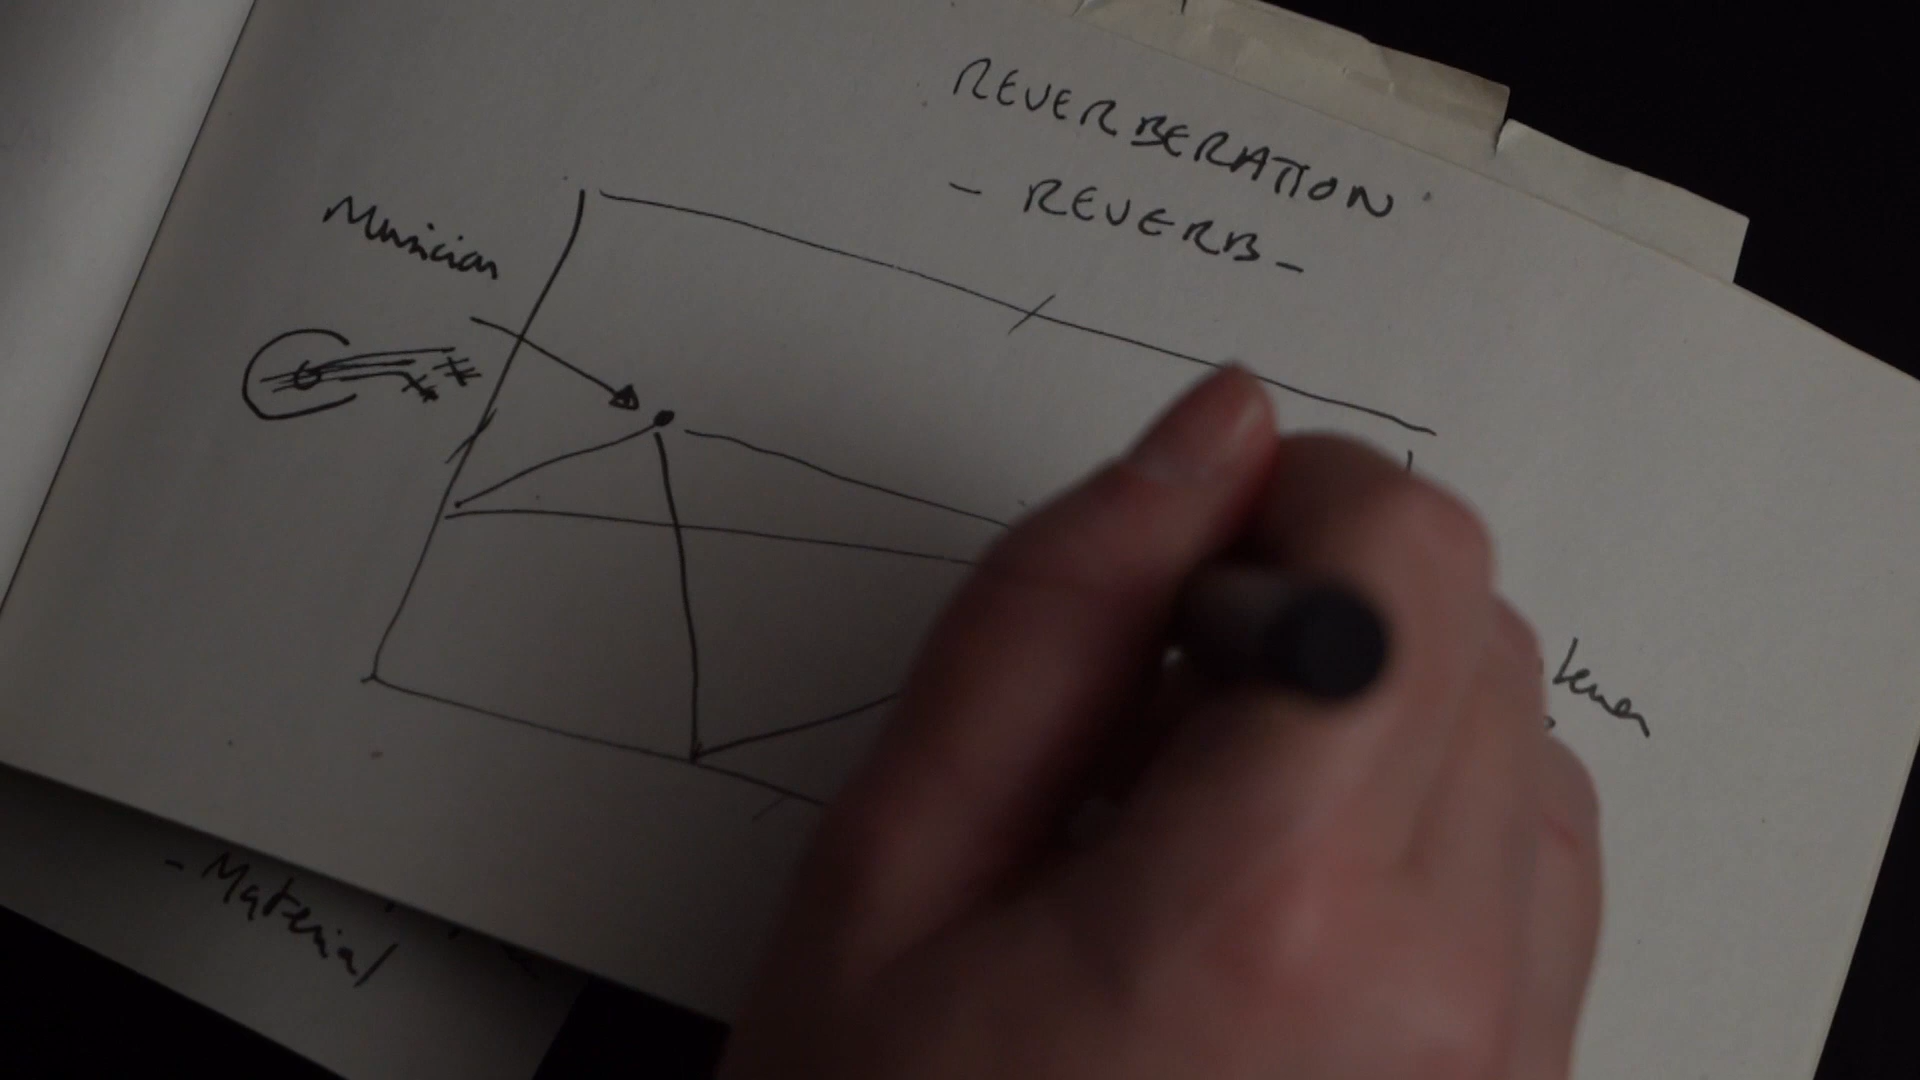 REVERBERATION
- REVERB -
Musician
- Material